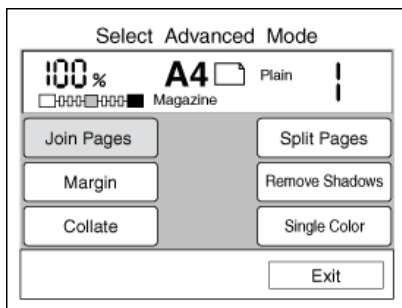 Select Advanced Mode
100 % A4 Plain 1
Magazine
Join Pages Split Pages
Margin Remove Shadows
Collate Single Color
Exit